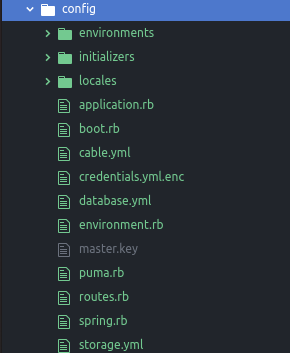 config
environments
initializers
locales
application.rb
boot.rb
cable.yml
credentials.yml.enc
database.yml
environment.rb
master.key
puma.rb
routes.rb
spring.rb
storage.yml